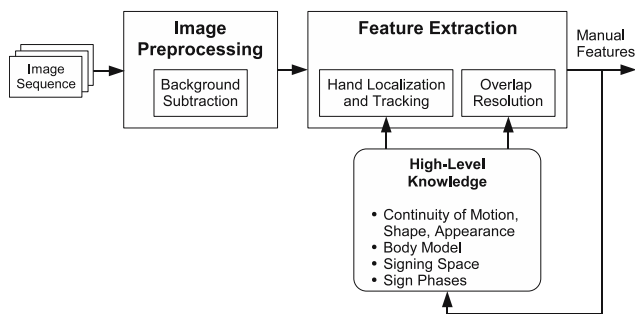 Image
Sequence
Image
Preprocessing
Background
Subtraction
Feature Extraction
Hand Localization
and Tracking
Overlap
Resolution
Manual
Features
High-Level
Knowledge
• Continuity of Motion,
Shape, Appearance
• Body Model
• Signing Space
• Sign Phases